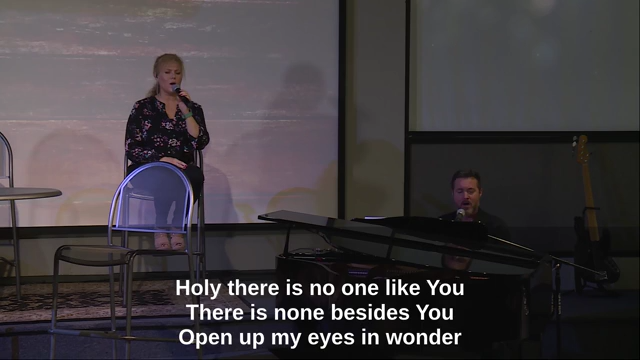 Holy there is no one like You
There is none besides You
Open up my eyes in wonder